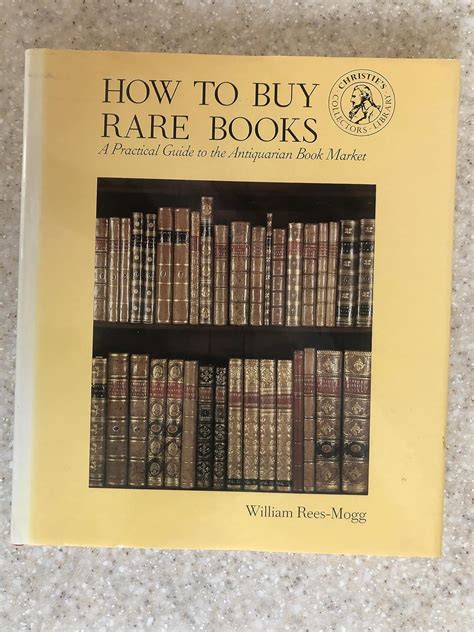 HOW TO BUY
RARE BOOKS
A Practical Guide to the Antiquarian Book Market
CHRISTIE'S
COLLECTORS·LIBRARY
William Rees-Mogg